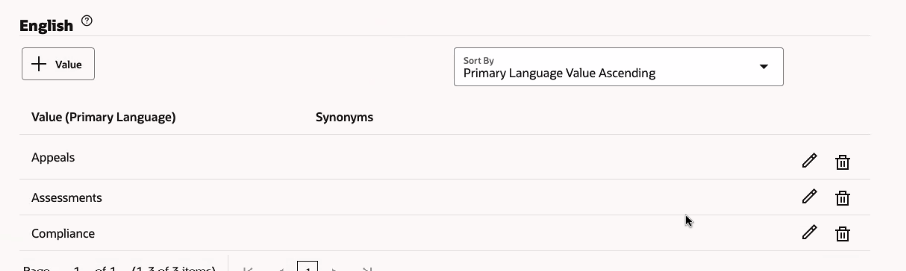 English
Value
Sort By
Primary Language Value Ascending
Value (Primary Language) Synonyms
Appeals
Assessments
Compliance
Page 1 of 1 (1-3 of 3 items) 1